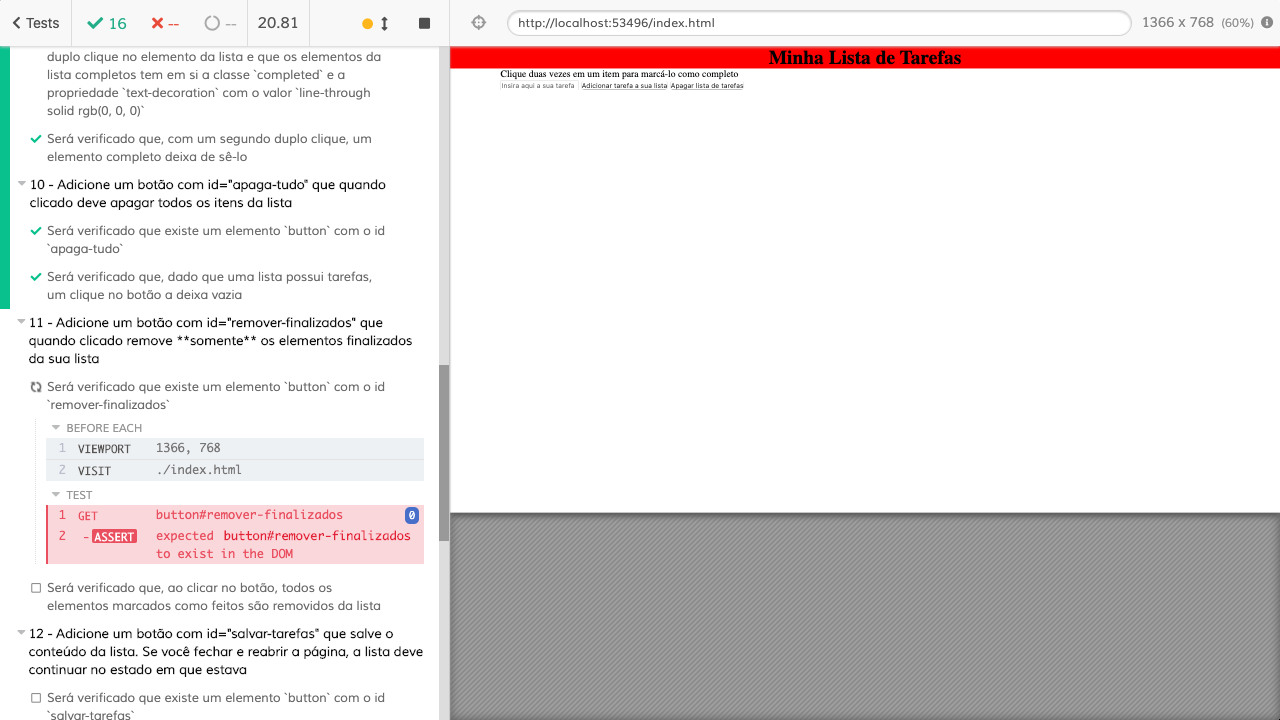 Tests
16
--
--
20.81
http://localhost:53496/index.html
1366 x 768 (60%)
duplo clique no elemento da lista e que os elementos da
lista completos tem em si a classe `completed` e a
propriedade `text-decoration` com o valor `line-through
solid rgb(0, 0, 0)`
Será verificado que, com um segundo duplo clique, um
elemento completo deixa de sê-lo
10 - Adicione um botão com id="apaga-tudo" que quando
clicado deve apagar todos os itens da lista
Será verificado que existe um elemento `button` com o id
`apaga-tudo`
Será verificado que, dado que uma lista possui tarefas,
um clique no botão a deixa vazia
11 - Adicione um botão com id="remover-finalizados" que
quando clicado remove **somente** os elementos finalizados
da sua lista
Será verificado que existe um elemento `button` com o id
`remover-finalizados`
BEFORE EACH
1 VIEWPORT 1366, 768
2 VISIT ./index.html
TEST
1 GET button#remover-finalizados 0
2 -ASSERT expected button#remover-finalizados
to exist in the DOM
Será verificado que, ao clicar no botão, todos os
elementos marcados como feitos são removidos da lista
12 - Adicione um botão com id="salvar-tarefas" que salve o
conteúdo da lista. Se você fechar e reabrir a página, a lista deve
continuar no estado em que estava
Será verificado que existe um elemento `button` com o id
`salvar-tarefas`
Minha Lista de Tarefas
Clique duas vezes em um item para marcá-lo como completo
Insira aqui a sua tarefa Adicionar tarefa a sua lista Apagar lista de tarefas